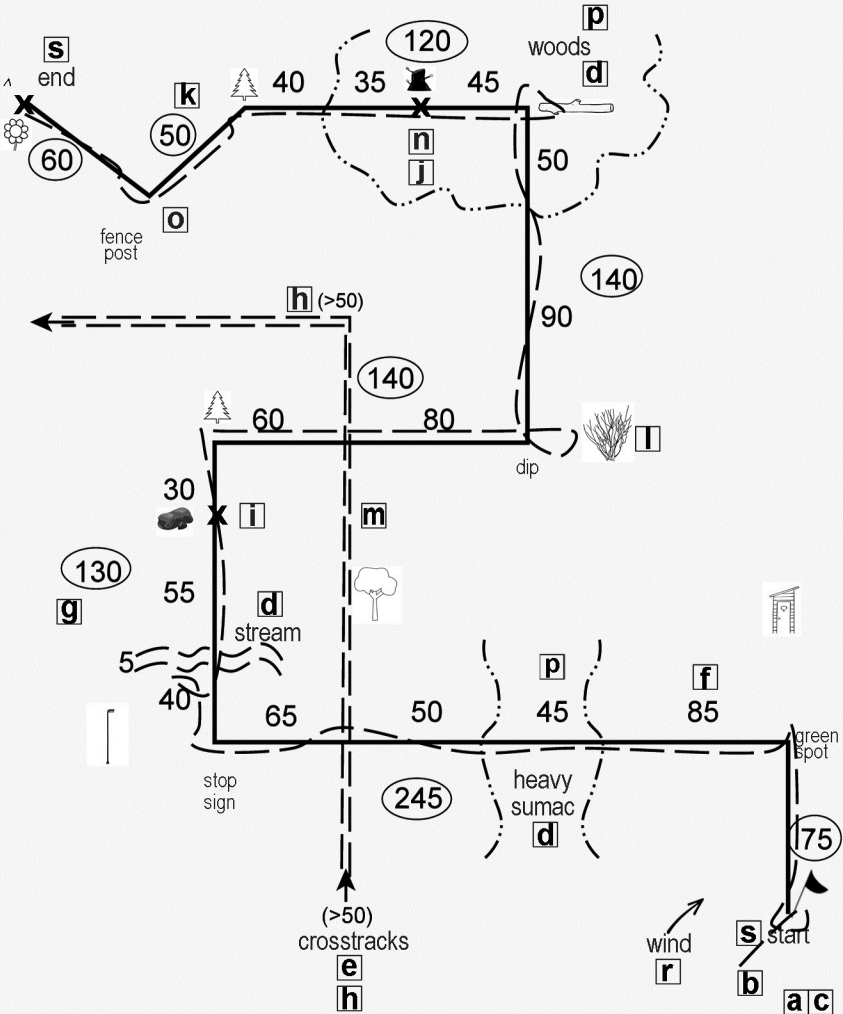 p
120
woods
s
end
d
40
35
45
k
50
60
n
j
50
o
fence
post
140
h (>50)
90
140
60
80
l
dip
30
i
m
55
130
g
d
stream
5
40
p
f
65
50
45
85
green
spot
stop
sign
heavy
sumac
245
d
75
(>50)
crosstracks
e
h
wind
r
s start
b
a c